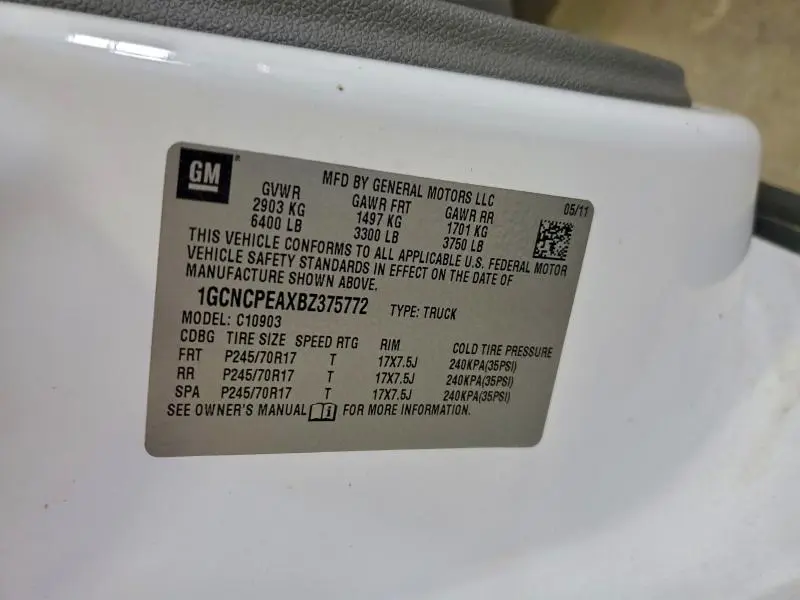 GM
MFD BY GENERAL MOTORS LLC
05/11
GVWR GAWR FRT GAWR RR
2903 KG 1497 KG 1701 KG
6400 LB 3300 LB 3750 LB
THIS VEHICLE CONFORMS TO ALL APPLICABLE U.S. FEDERAL MOTOR
VEHICLE SAFETY STANDARDS IN EFFECT ON THE DATE OF
MANUFACTURE SHOWN ABOVE.
1GCNCPEAXBZ375772 TYPE: TRUCK
MODEL: C10903
CDBG TIRE SIZE SPEED RTG RIM COLD TIRE PRESSURE
FRT P245/70R17 T 17X7.5J 240KPA(35PSI)
RR P245/70R17 T 17X7.5J 240KPA(35PSI)
SPA P245/70R17 T 17X7.5J 240KPA(35PSI)
SEE OWNER'S MANUAL i FOR MORE INFORMATION.